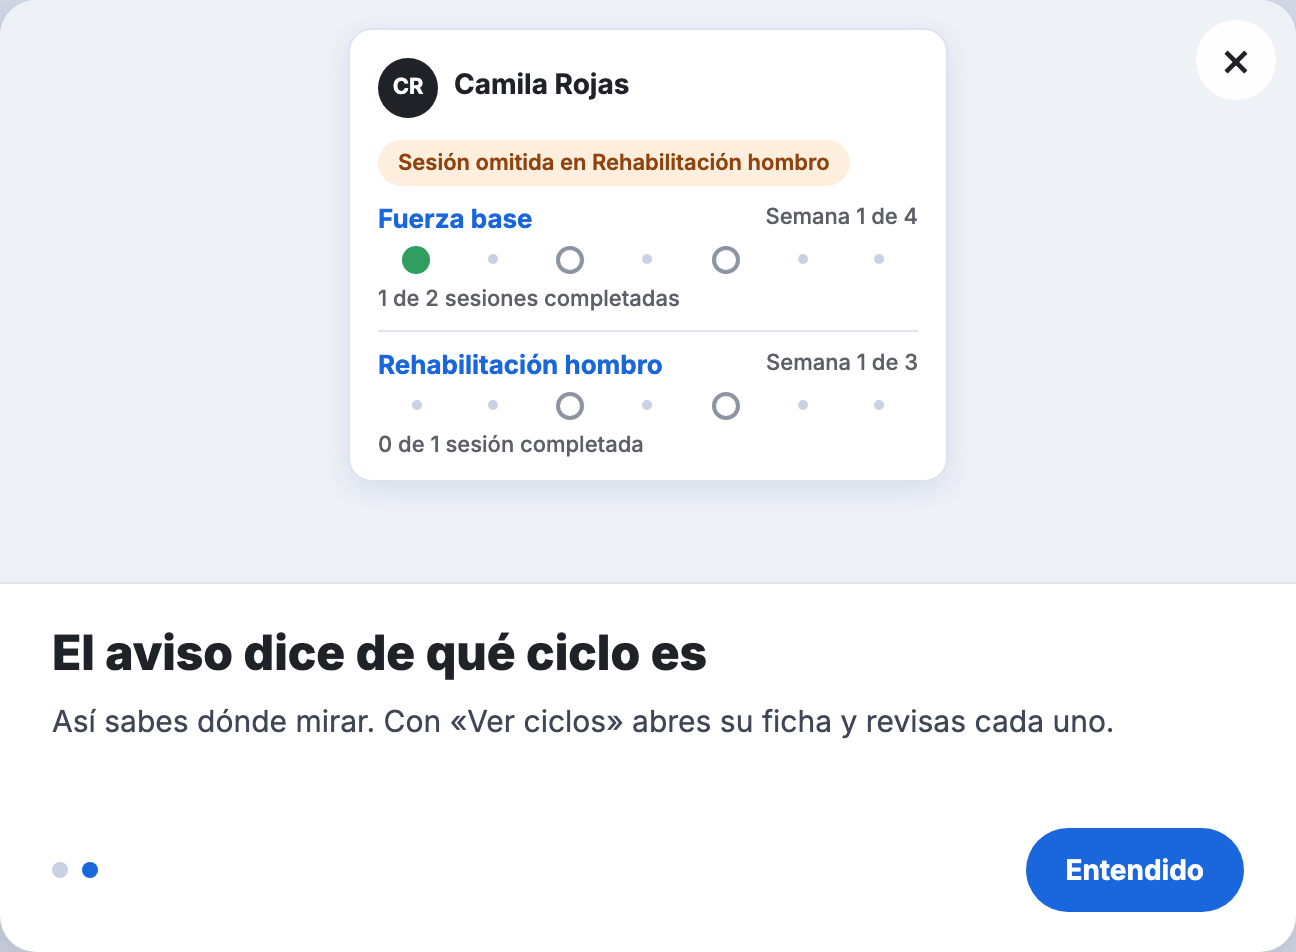 CR
Camila Rojas
Sesión omitida en Rehabilitación hombro
Fuerza base
Semana 1 de 4
1 de 2 sesiones completadas
Rehabilitación hombro
Semana 1 de 3
0 de 1 sesión completada
El aviso dice de qué ciclo es
Así sabes dónde mirar. Con «Ver ciclos» abres su ficha y revisas cada uno.
Entendido